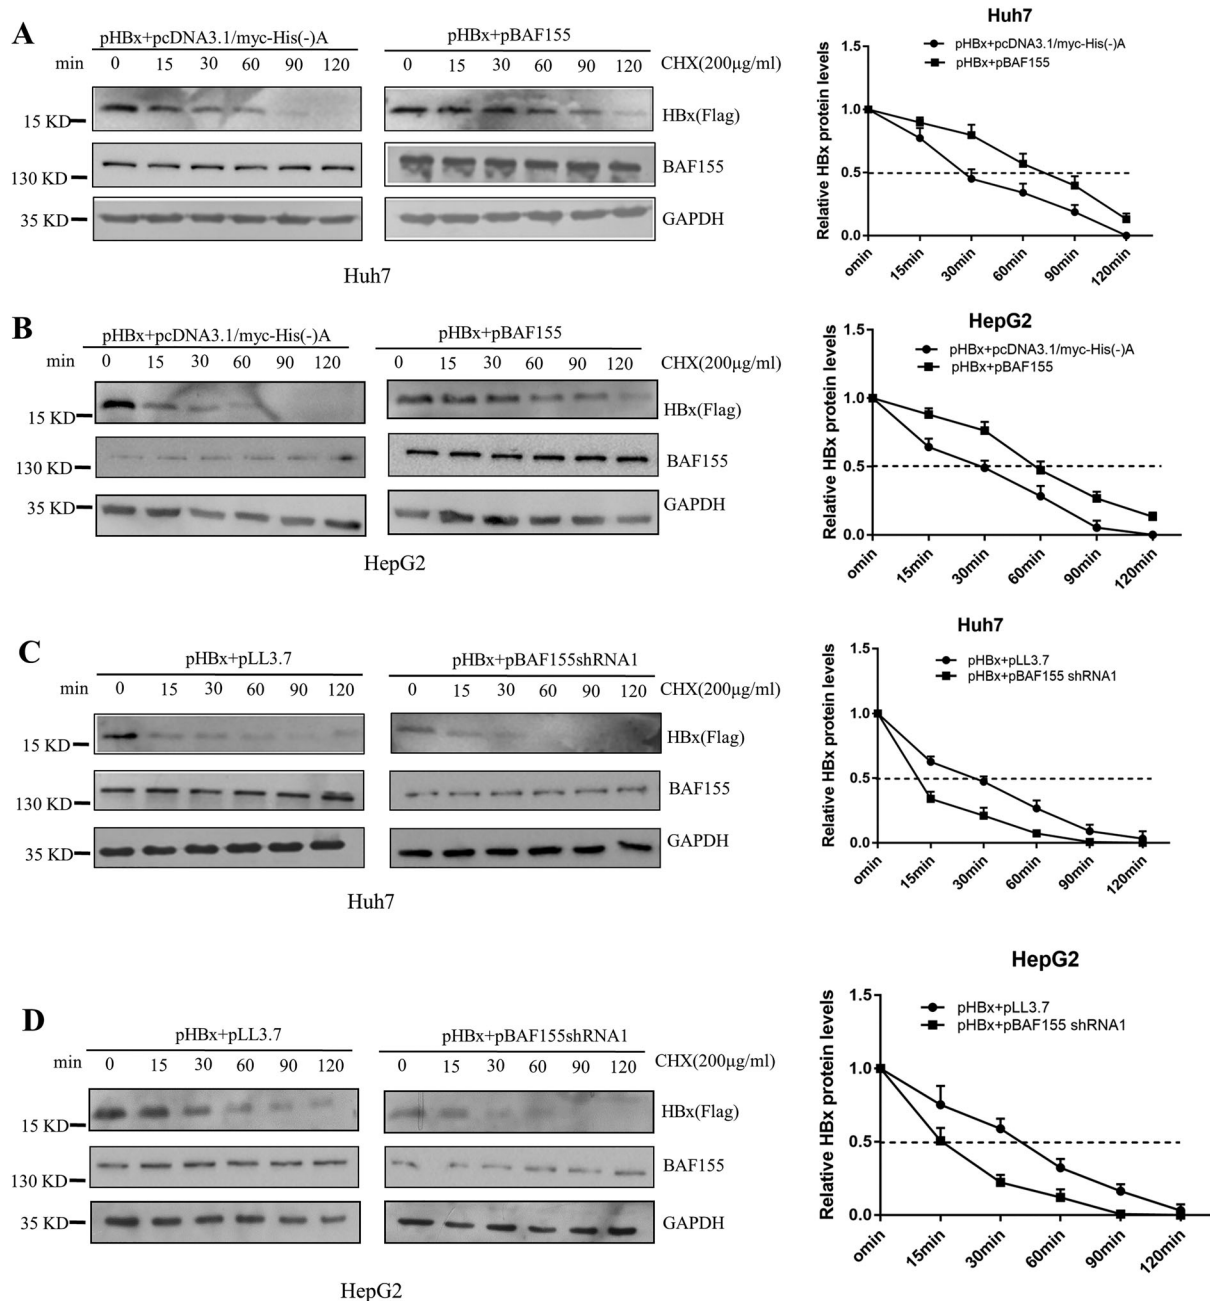 A
pHBx+pcDNA3.1/myc-His(-)A
pHBx+pBAF155
min
0 15 30 60 90 120
0 15 30 60 90 120
CHX(200μg/ml)
15 KD
HBx(Flag)
130 KD
BAF155
35 KD
GAPDH
Huh7
Huh7
pHBx+pcDNA3.1/myc-His(-)A
pHBx+pBAF155
Relative HBx protein levels
1.5
1.0
0.5
0.0
omin 15min 30min 60min 90min 120min
B
pHBx+pcDNA3.1/myc-His(-)A
pHBx+pBAF155
min
0 15 30 60 90 120
0 15 30 60 90 120
CHX(200μg/ml)
15 KD
HBx(Flag)
130 KD
BAF155
35 KD
GAPDH
HepG2
HepG2
pHBx+pcDNA3.1/myc-His(-)A
pHBx+pBAF155
Relative HBx protein levels
1.5
1.0
0.5
0.0
omin 15min 30min 60min 90min 120min
C
pHBx+pLL3.7
pHBx+pBAF155shRNA1
min
0 15 30 60 90 120
0 15 30 60 90 120
CHX(200μg/ml)
15 KD
HBx(Flag)
130 KD
BAF155
35 KD
GAPDH
Huh7
Huh7
pHBx+pLL3.7
pHBx+pBAF155 shRNA1
Relative HBx protein levels
1.5
1.0
0.5
0.0
omin 15min 30min 60min 90min 120min
D
pHBx+pLL3.7
pHBx+pBAF155shRNA1
min
0 15 30 60 90 120
0 15 30 60 90 120
CHX(200μg/ml)
15 KD
HBx(Flag)
130 KD
BAF155
35 KD
GAPDH
HepG2
HepG2
pHBx+pLL3.7
pHBx+pBAF155 shRNA1
Relative HBx protein levels
1.5
1.0
0.5
0.0
omin 15min 30min 60min 90min 120min